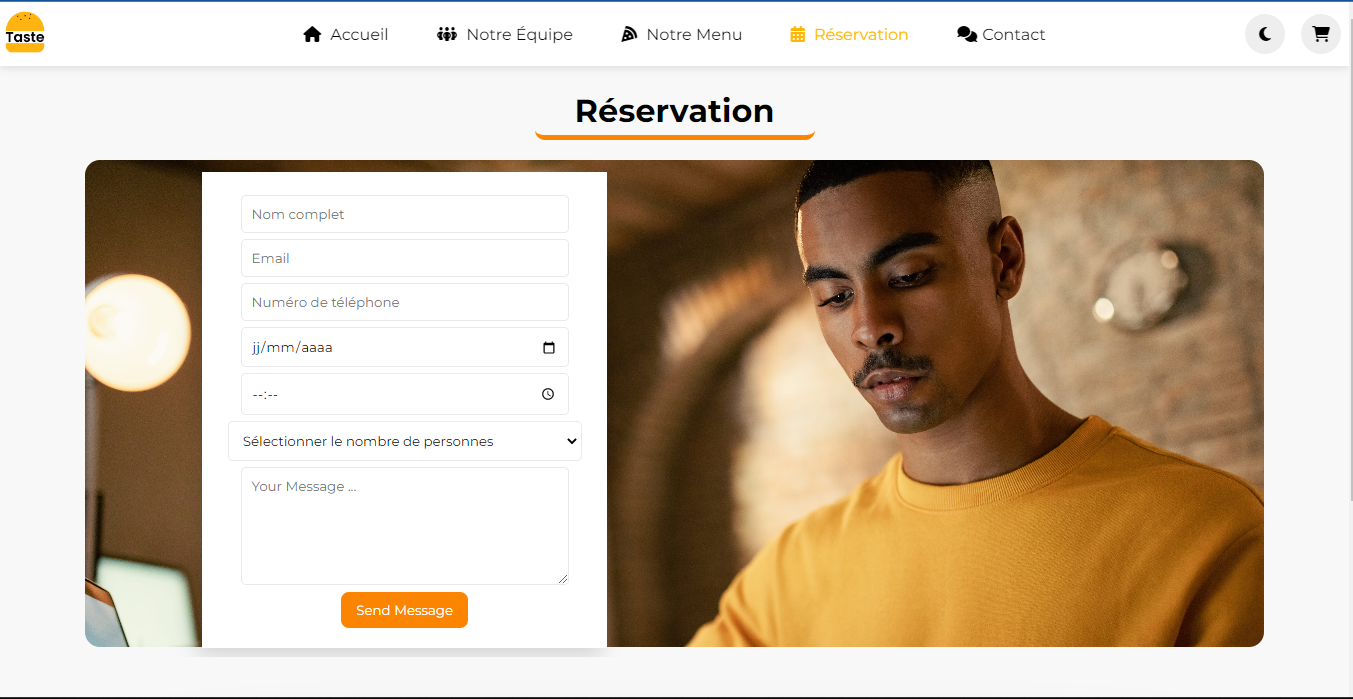 Taste
Accueil
Notre Équipe
Notre Menu
Réservation
Contact
Réservation
Nom complet
Email
Numéro de téléphone
jj/mm/aaaa
--:--
Sélectionner le nombre de personnes
Your Message ...
Send Message